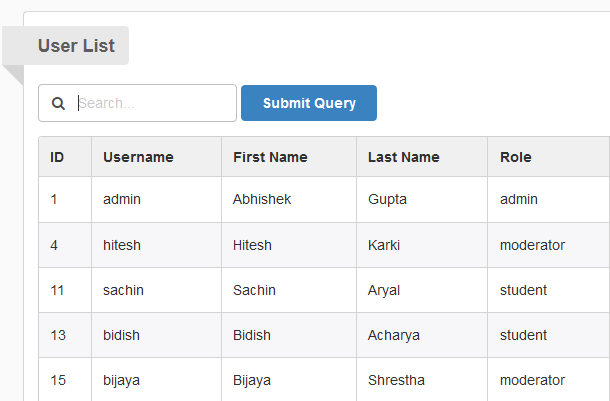 User List
Search...
Submit Query
ID Username First Name Last Name Role
1 admin Abhishek Gupta admin
4 hitesh Hitesh Karki moderator
11 sachin Sachin Aryal student
13 bidish Bidish Acharya student
15 bijaya Bijaya Shrestha moderator